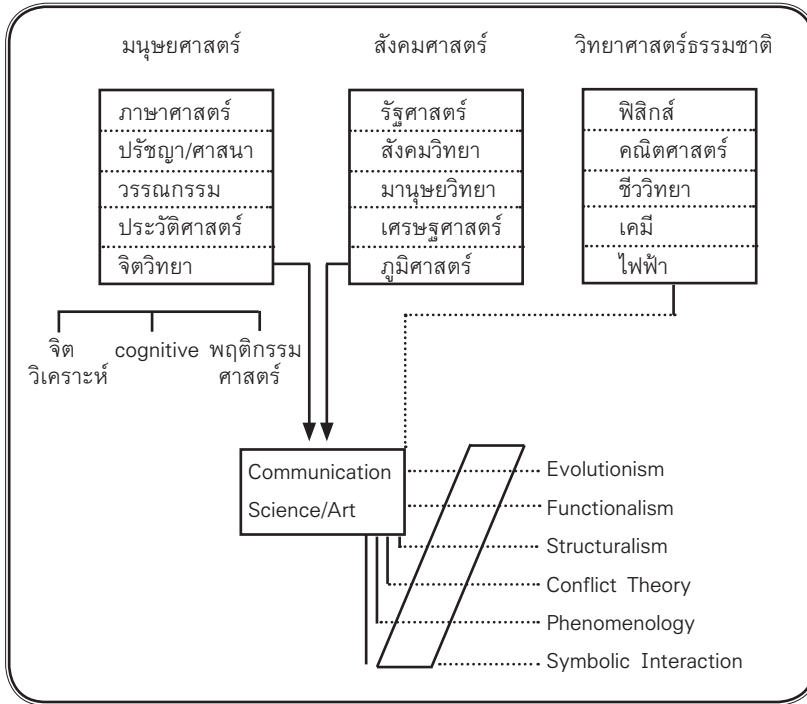 มนุษยศาสตร์
สังคมศาสตร์
วิทยาศาสตร์ธรรมชาติ
ภาษาศาสตร์
ปรัชญา/ศาสนา
วรรณกรรม
ประวัติศาสตร์
จิตวิทยา
รัฐศาสตร์
สังคมวิทยา
มานุษยวิทยา
เศรษฐศาสตร์
ภูมิศาสตร์
ฟิสิกส์
คณิตศาสตร์
ชีววิทยา
เคมี
ไฟฟ้า
จิต
วิเคราะห์
cognitive
พฤติกรรม
ศาสตร์
Communication
Science/Art
Evolutionism
Functionalism
Structuralism
Conflict Theory
Phenomenology
Symbolic Interaction